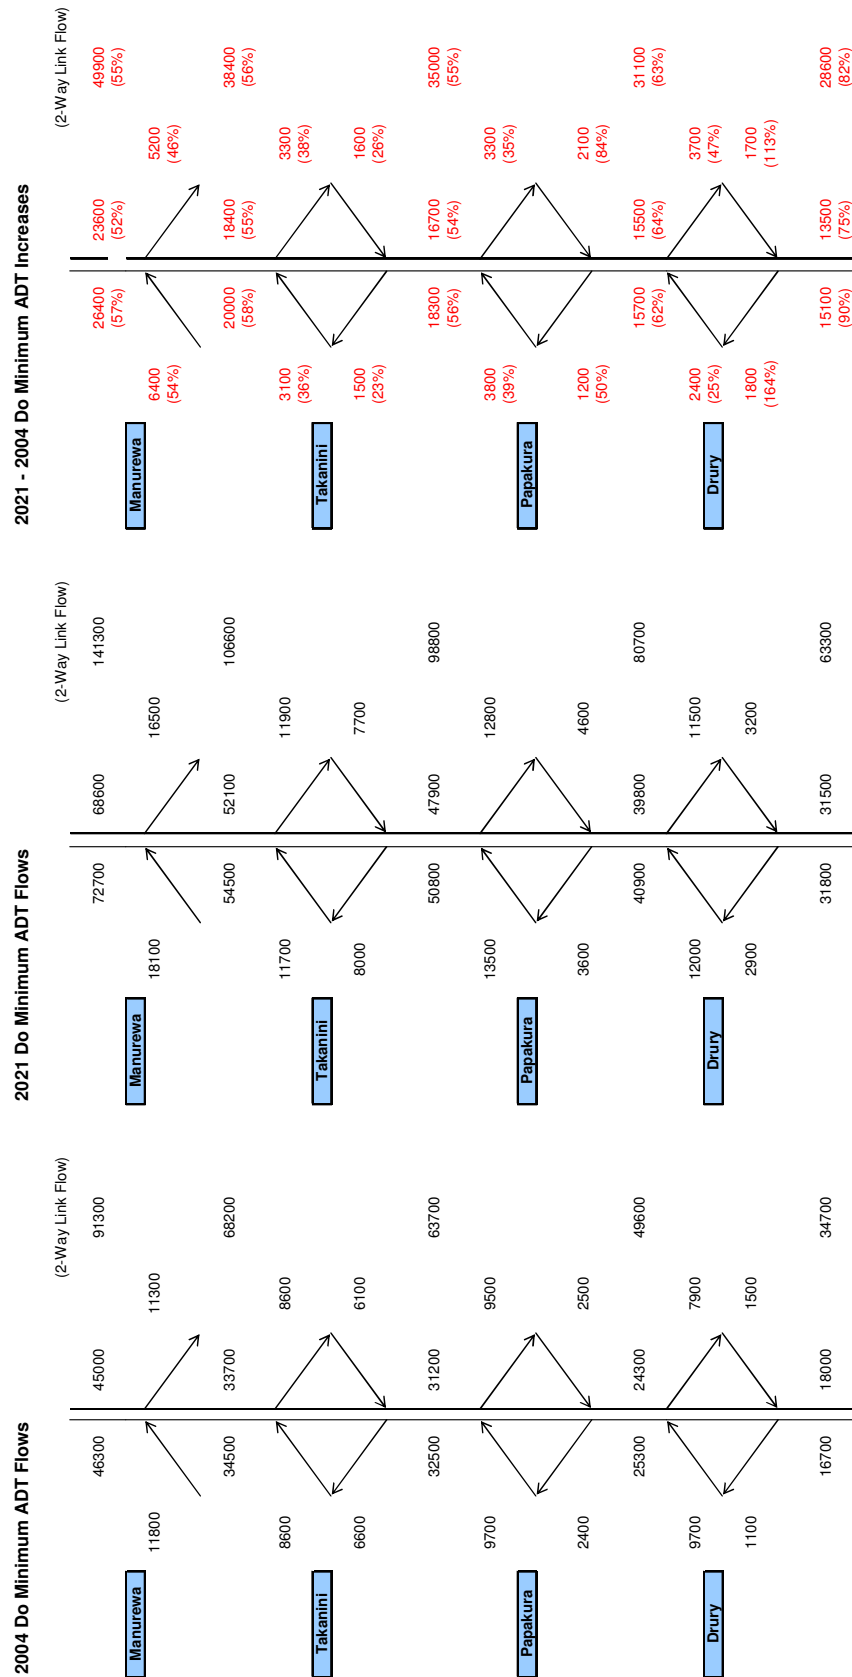 2004 Do Minimum ADT Flows
(2-Way Link Flow)
46300 45000 91300
Manurewa
11800 11300
34500 33700 68200
8600 8600
Takanini
6600 6100
32500 31200 63700
9700 9500
Papakura
2400 2500
25300 24300 49600
9700 7900
Drury
1100 1500
16700 18000 34700
2021 Do Minimum ADT Flows
(2-Way Link Flow)
72700 68600 141300
Manurewa
18100 16500
54500 52100 106600
11700 11900
Takanini
8000 7700
50800 47900 98800
13500 12800
Papakura
3600 4600
40900 39800 80700
12000 11500
Drury
2900 3200
31800 31500 63300
2021 - 2004 Do Minimum ADT Increases
(2-Way Link Flow)
26400 23600 49900
(57%) (52%) (55%)
Manurewa
6400 5200
(54%) (46%)
20000 18400 38400
(58%) (55%) (56%)
3100 3300
(36%) (38%)
Takanini
1500 1600
(23%) (26%)
18300 16700 35000
(56%) (54%) (55%)
3800 3300
(39%) (35%)
Papakura
1200 2100
(50%) (84%)
15700 15500 31100
(62%) (64%) (63%)
2400 3700
(25%) (47%)
Drury
1800 1700
(164%) (113%)
15100 13500 28600
(90%) (75%) (82%)